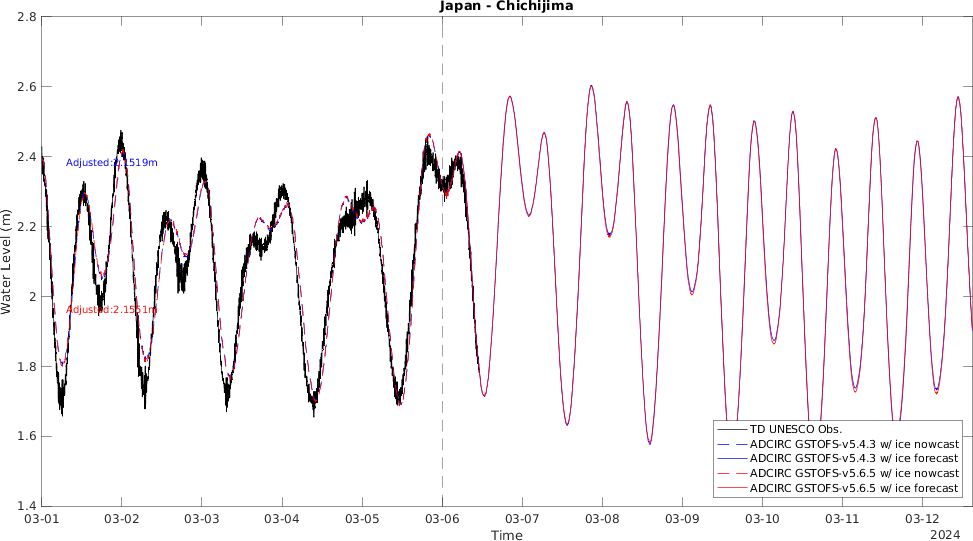 Japan - Chichijima
2.8
2.6
2.4
2.2
2
1.8
1.6
1.4
Water Level (m)
Adjusted:2.1519m
Adjusted:2.1551m
TD UNESCO Obs.
ADCIRC GSTOFS-v5.4.3 w/ ice nowcast
ADCIRC GSTOFS-v5.4.3 w/ ice forecast
ADCIRC GSTOFS-v5.6.5 w/ ice nowcast
ADCIRC GSTOFS-v5.6.5 w/ ice forecast
03-01 03-02 03-03 03-04 03-05 03-06 03-07 03-08 03-09 03-10 03-11 03-12
Time
2024